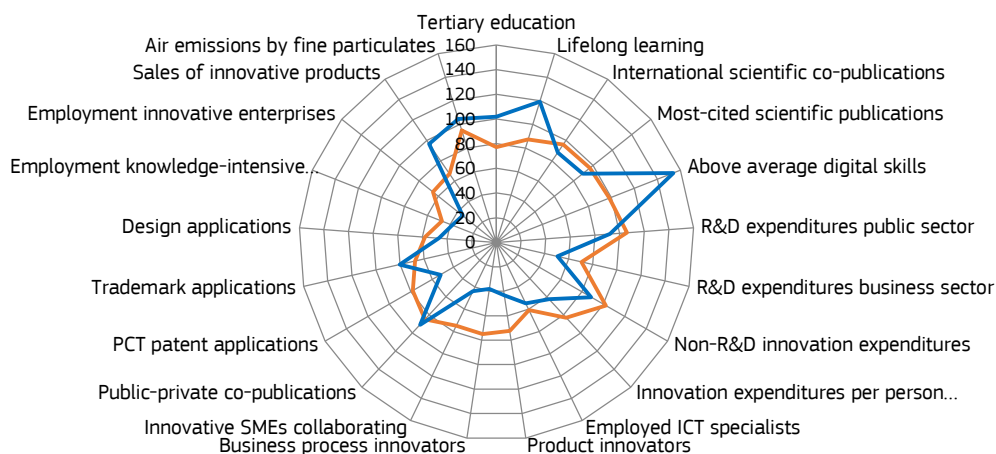 Tertiary education
Lifelong learning
International scientific co-publications
Most-cited scientific publications
Above average digital skills
R&D expenditures public sector
R&D expenditures business sector
Non-R&D innovation expenditures
Innovation expenditures per person...
Employed ICT specialists
Product innovators
Business process innovators
Innovative SMEs collaborating
Public-private co-publications
PCT patent applications
Trademark applications
Design applications
Employment knowledge-intensive...
Employment innovative enterprises
Sales of innovative products
Air emissions by fine particulates
160
140
120
100
80
60
40
20
0